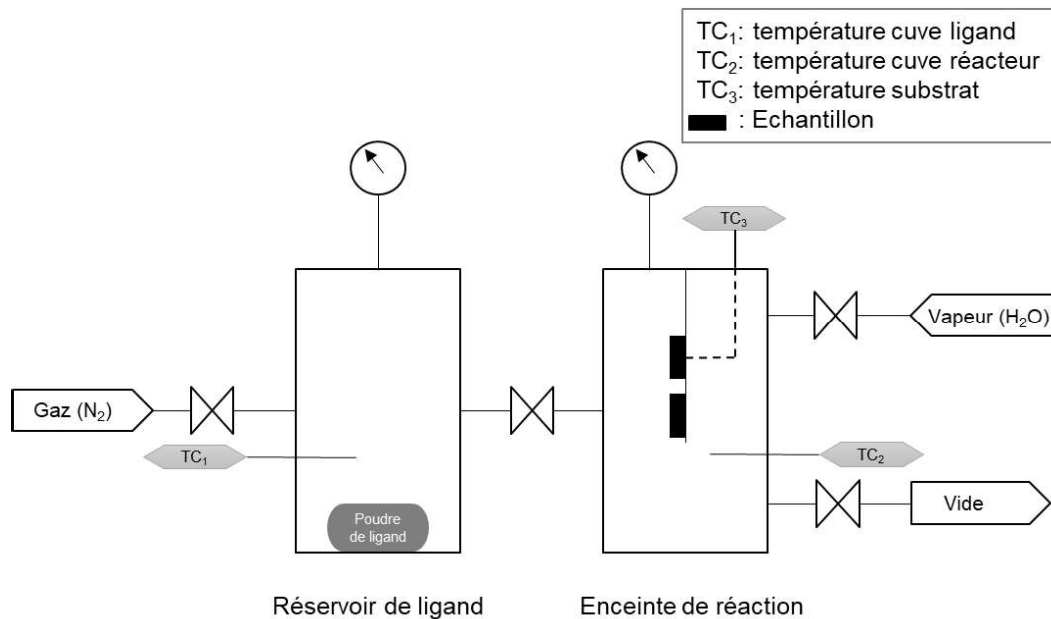 TC₁: température cuve ligand
TC₂: température cuve réacteur
TC₃: température substrat
: Echantillon
TC₃
Vapeur (H₂O)
Gaz (N₂)
TC₁
TC₂
Poudre
de ligand
Vide
Réservoir de ligand
Enceinte de réaction